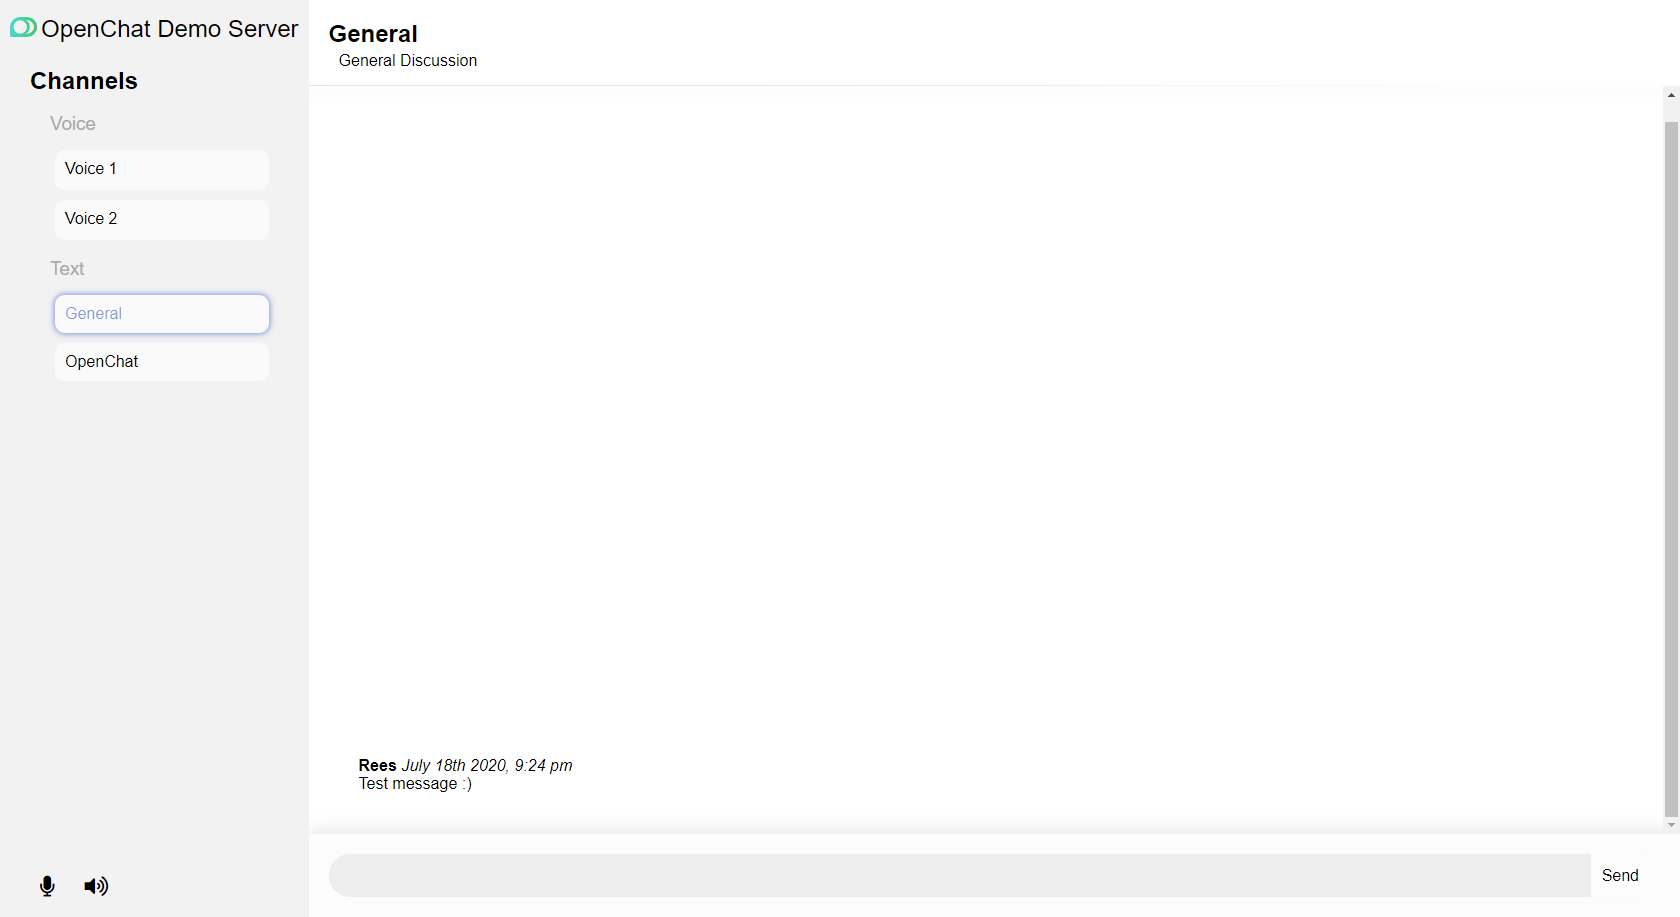 OpenChat Demo Server
Channels
Voice
Voice 1
Voice 2
Text
General
OpenChat
General
General Discussion
Rees July 18th 2020, 9:24 pm
Test message :)
Send